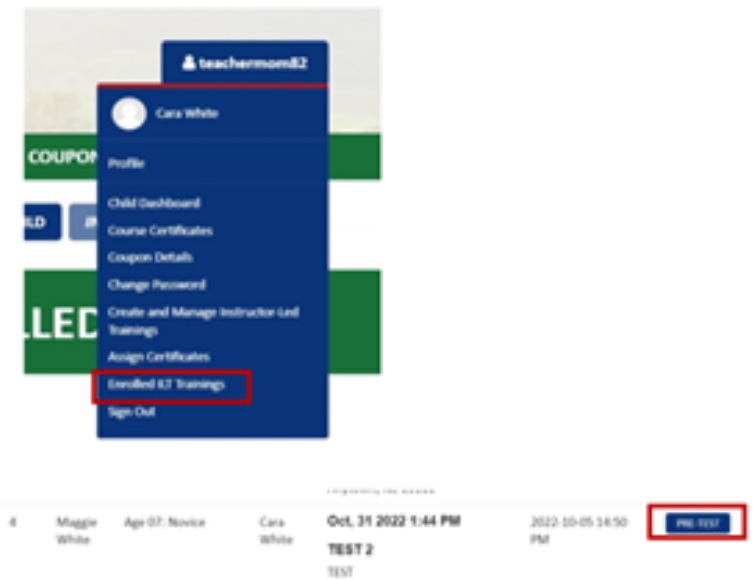 teachermom82
Cara White
COUPON
Profile
Child Dashboard
LD
Course Certificates
Coupon Details
Change Password
LLED
Create and Manage Instructor-Led
Trainings
Assign Certificates
Enrolled ILT Trainings
Sign Out
4 Maggie Age 07: Novice Cara Oct, 31 2022 1:44 PM 2022-10-05 14:50 PRE-TEST
White White PM
TEST 2
TEST